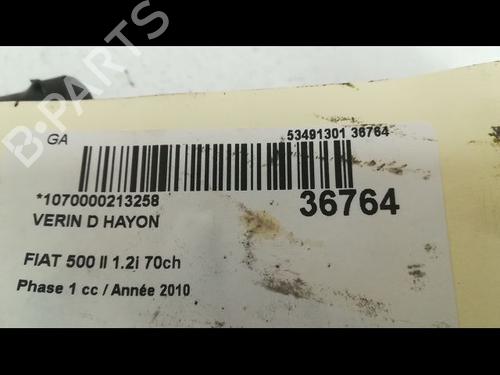 B-PARTS
GA
53491301 36764
*1070000213258
36764
VERIN D HAYON
FIAT 500 II 1.2i 70ch
Phase 1 cc / Année 2010